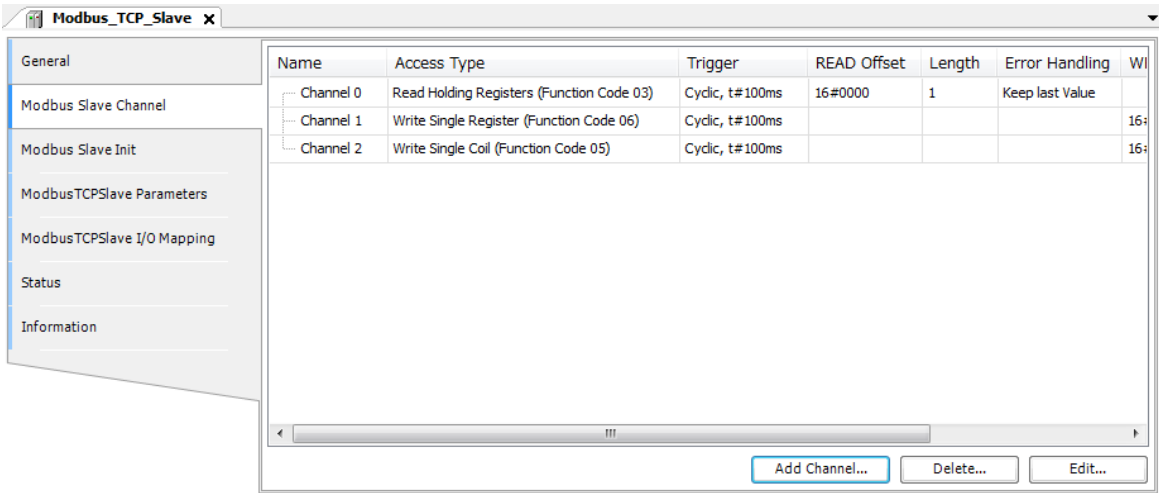 Modbus_TCP_Slave X
General
Modbus Slave Channel
Modbus Slave Init
ModbusTCPSlave Parameters
ModbusTCPSlave I/O Mapping
Status
Information
Name Access Type Trigger READ Offset Length Error Handling
Channel 0 Read Holding Registers (Function Code 03) Cyclic, t#100ms 16#0000 1 Keep last Value
Channel 1 Write Single Register (Function Code 06) Cyclic, t#100ms 16#
Channel 2 Write Single Coil (Function Code 05) Cyclic, t#100ms 16#
Add Channel... Delete... Edit...